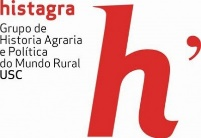 histagra
Grupo de
Historia Agraria
e Política
do Mundo Rural
USC
h'